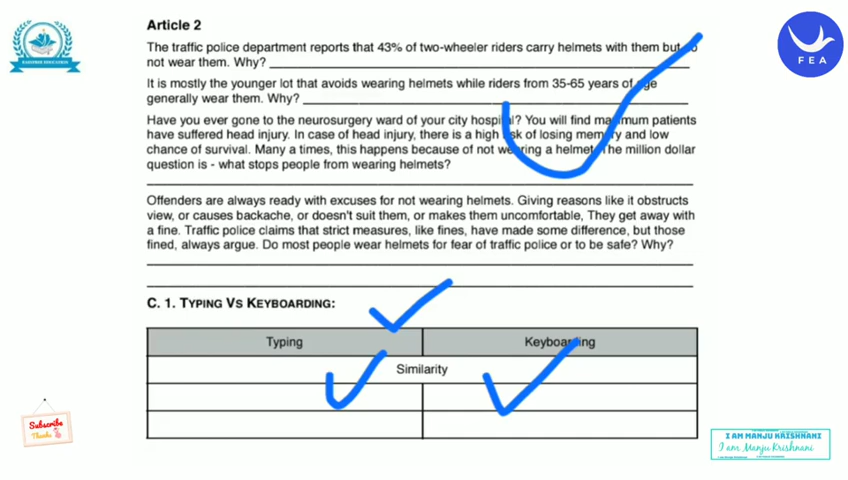 Article 2
FEA
The traffic police department reports that 43% of two-wheeler riders carry helmets with them but do
not wear them. Why?
It is mostly the younger lot that avoids wearing helmets while riders from 35-65 years of age
generally wear them. Why?
Have you ever gone to the neurosurgery ward of your city hospital? You will find maximum patients
have suffered head injury. In case of head injury, there is a high risk of losing memory and low
chance of survival. Many a times, this happens because of not wearing a helmet. The million dollar
question is - what stops people from wearing helmets?
Offenders are always ready with excuses for not wearing helmets. Giving reasons like it obstructs
view, or causes backache, or doesn't suit them, or makes them uncomfortable, They get away with
a fine. Traffic police claims that strict measures, like fines, have made some difference, but those
fined, always argue. Do most people wear helmets for fear of traffic police or to be safe? Why?
C. 1. TYPING VS KEYBOARDING:
Typing Keyboarding
Similarity
Subscribe
Thanks
I AM MANJU KRISHNANI
I am Manju Krishnani